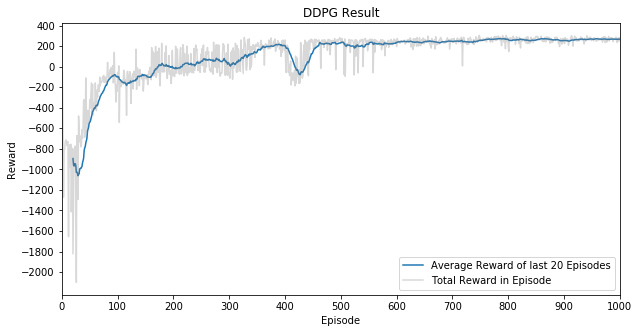 DDPG Result
400
200
0
−200
−400
−600
−800
−1000
−1200
−1400
−1600
−1800
−2000
Reward
Average Reward of last 20 Episodes
Total Reward in Episode
0 100 200 300 400 500 600 700 800 900 1000
Episode